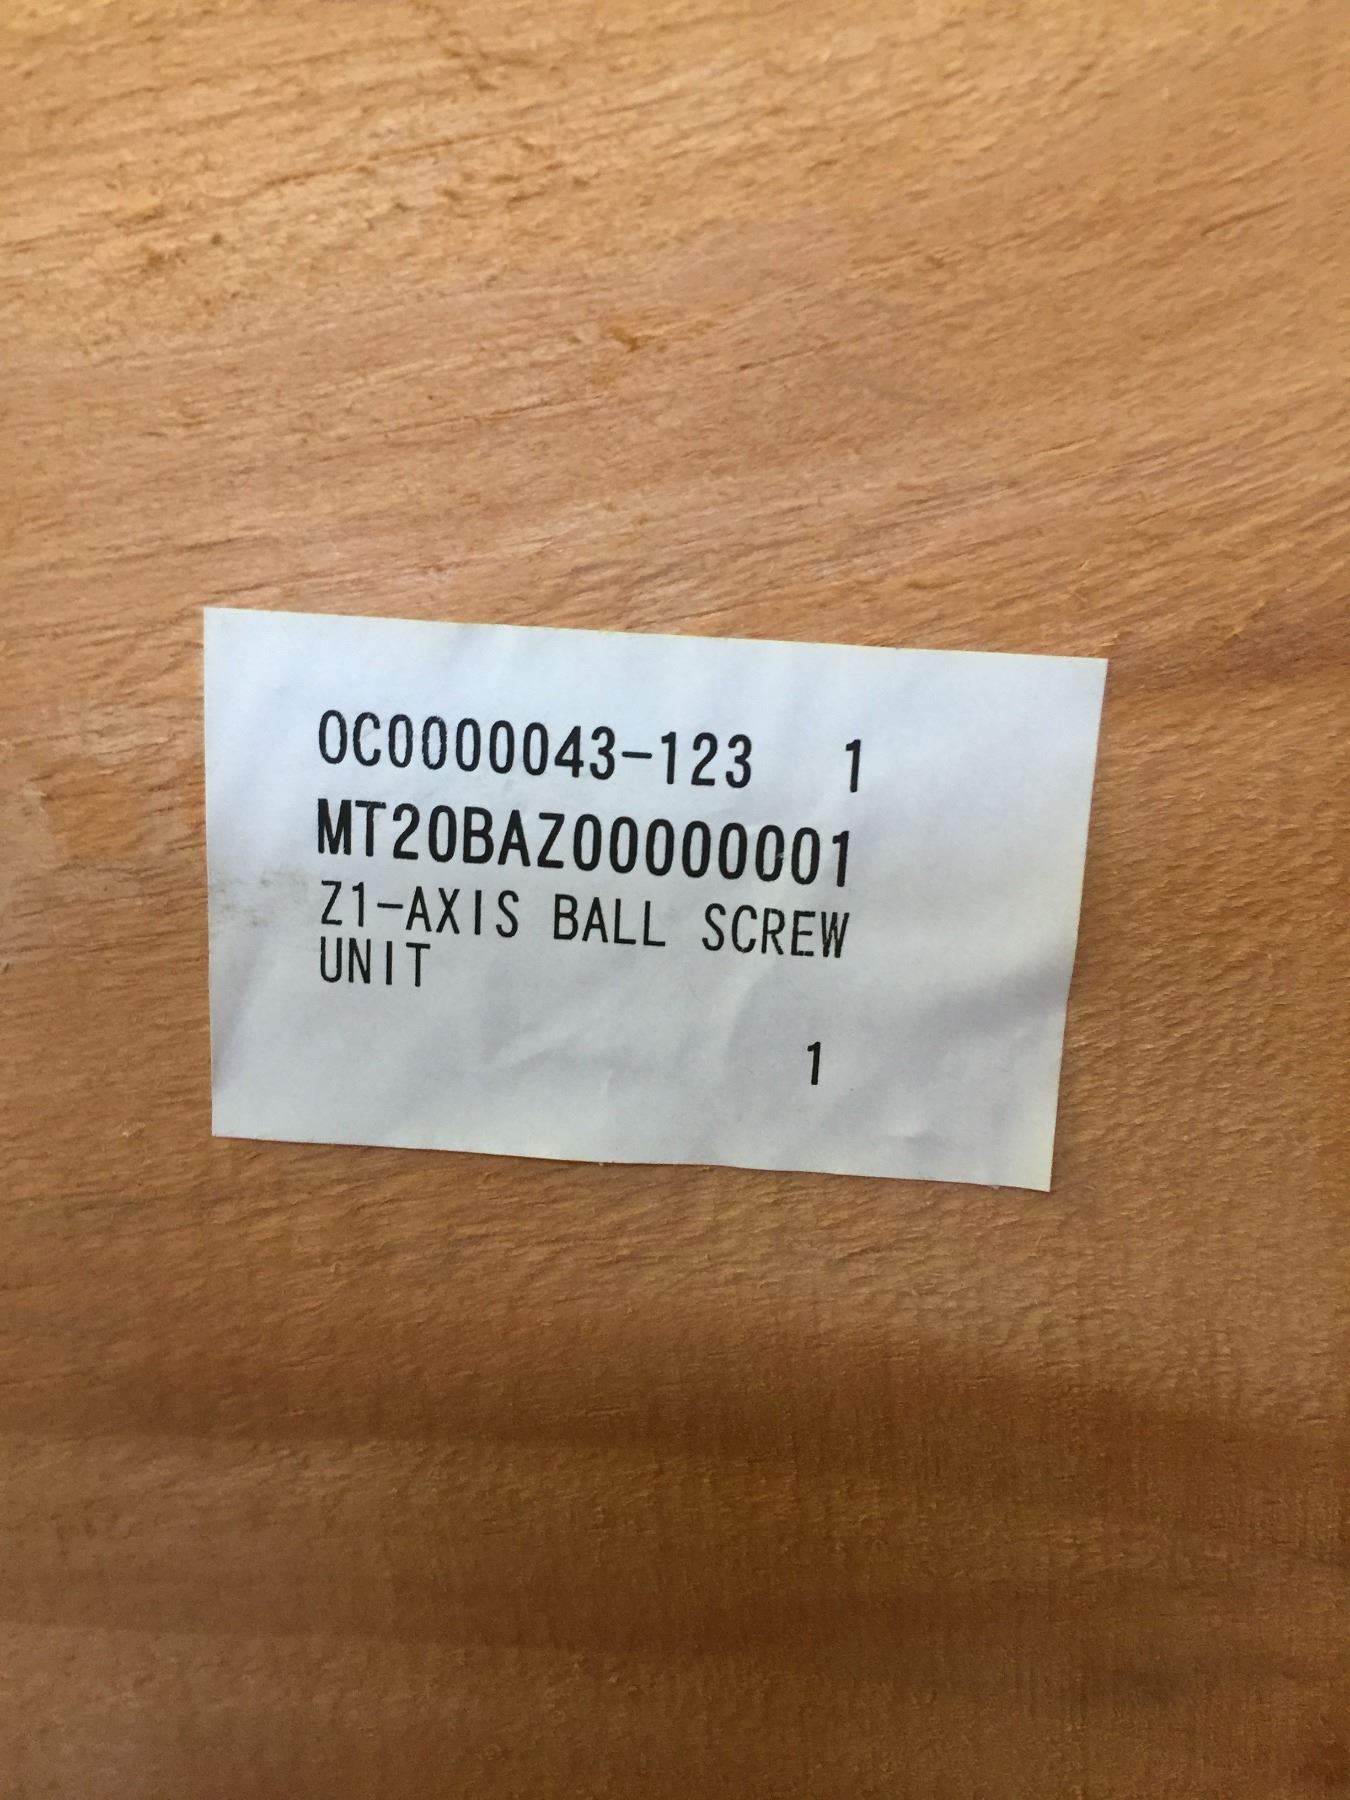 0C0000043-123 1
MT20BAZ00000001
Z1-AXIS BALL SCREW
UNIT
1